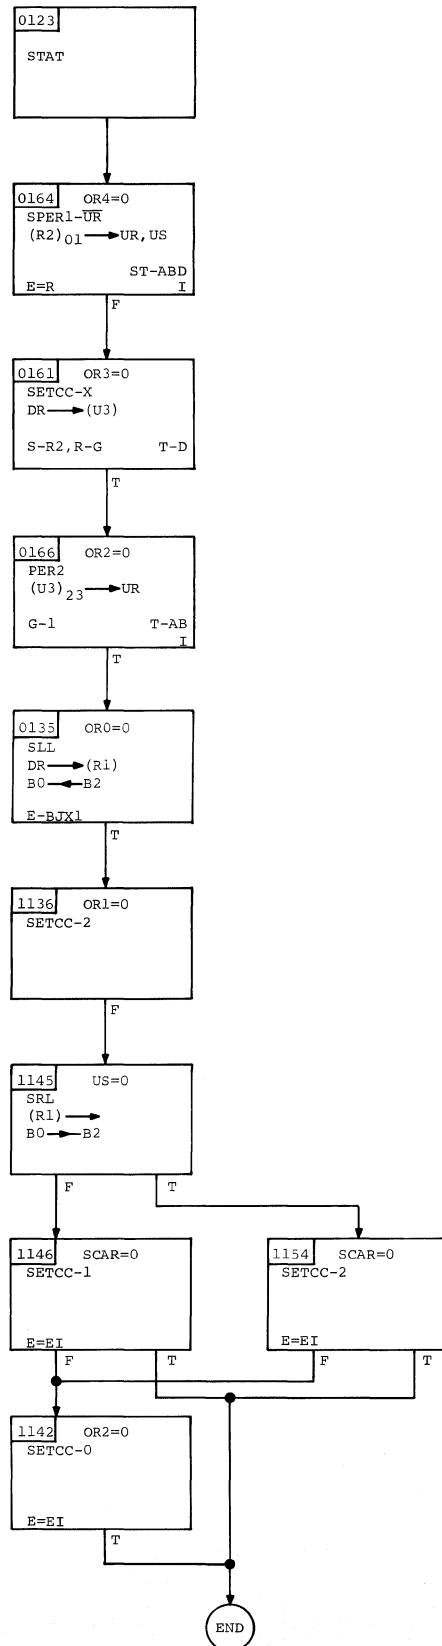 0123
STAT
0164 OR4=0
SPER1-UR
(R2)01 → UR,US
ST-ABD
E=R I
F
0161 OR3=0
SETCC-X
DR → (U3)
S-R2,R-G T-D
T
0166 OR2=0
PER2
(U3)23 → UR
G-1 T-AB
I
T
0135 OR0=0
SLL
DR → (R1)
B0 ← B2
E-BJX1
T
1136 OR1=0
SETCC-2
F
1145 US=0
SRL
(R1) →
B0 → B2
F T
1146 SCAR=0 1154 SCAR=0
SETCC-1 SETCC-2
E=EI E=EI
F T F T
1142 OR2=0
SETCC-0
E=EI
T
END